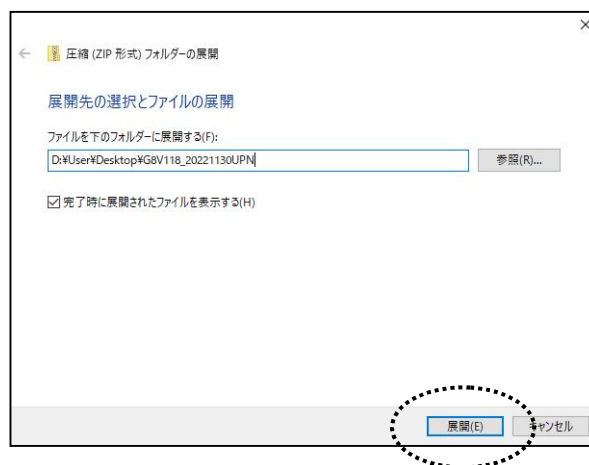 圧縮 (ZIP 形式) フォルダーの展開
展開先の選択とファイルの展開
ファイルを下のフォルダーに展開する(F):
D:¥User¥Desktop¥G8V118_20221130UPN
参照(R)...
完了時に展開されたファイルを表示する(H)
展開(E)
キャンセル